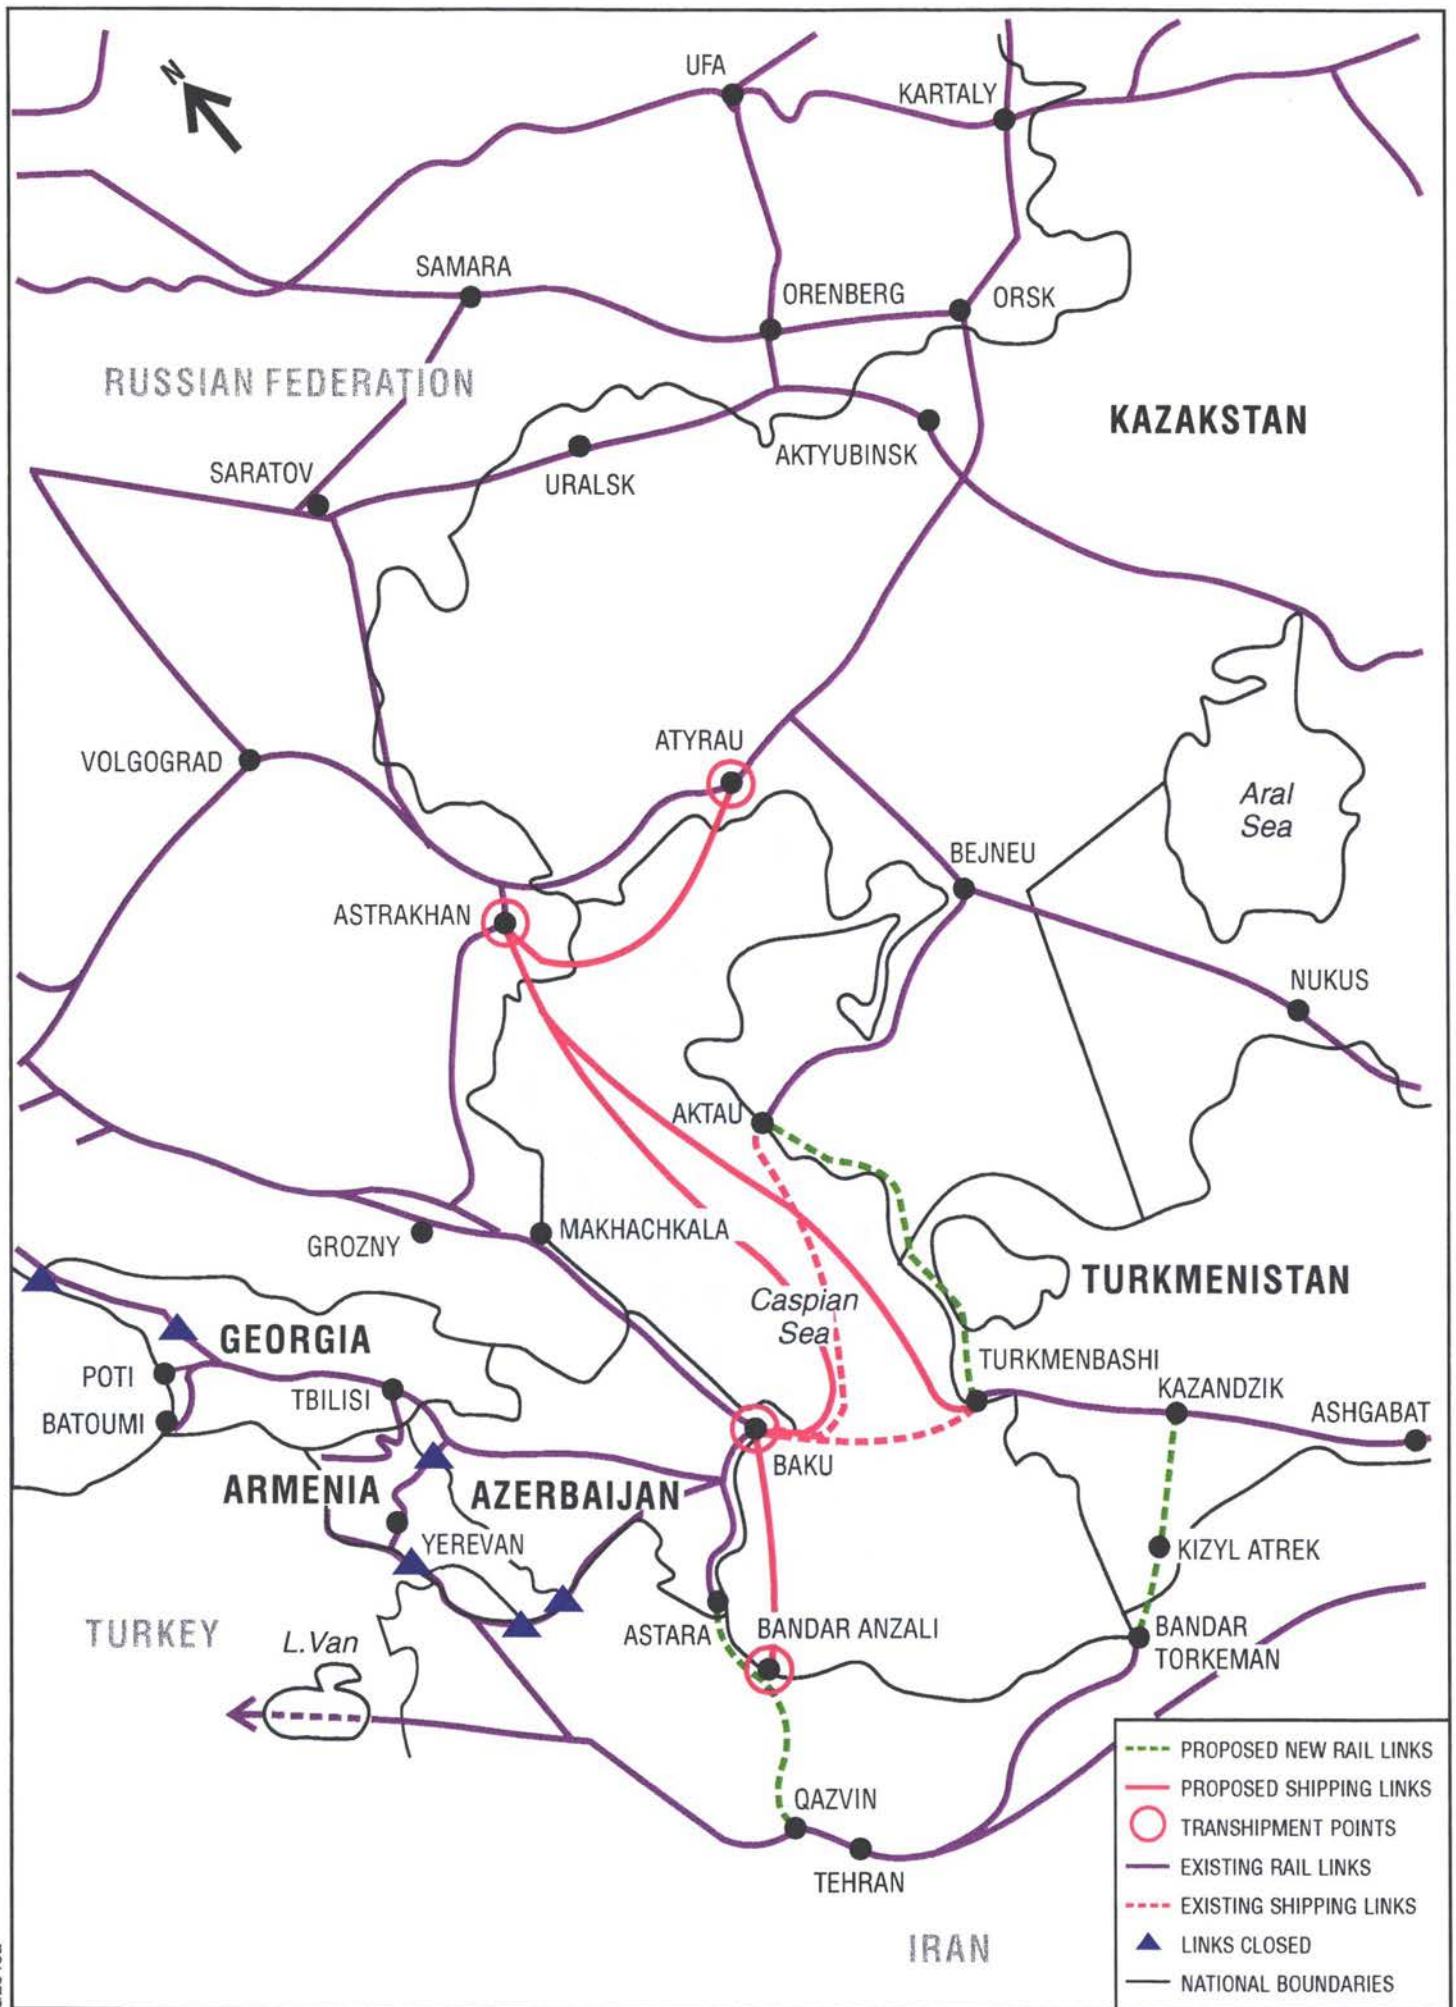 N
UFA
KARTALY
SAMARA
ORENBERG
ORSK
RUSSIAN FEDERATION
KAZAKSTAN
AKTYUBINSK
SARATOV
URALSK
ATYRAU
VOLGOGRAD
Aral
Sea
BEJNEU
ASTRAKHAN
NUKUS
AKTAU
MAKHACHKALA
GROZNY
TURKMENISTAN
Caspian
Sea
GEORGIA
TURKMENBASHI
POTI
KAZANDZIK
TBILISI
BATOUMI
ASHGABAT
BAKU
ARMENIA
AZERBAIJAN
YEREVAN
KIZYL ATREK
TURKEY
L.Van
ASTARA
BANDAR ANZALI
BANDAR
TORKEMAN
QAZVIN
TEHRAN
IRAN
PROPOSED NEW RAIL LINKS
PROPOSED SHIPPING LINKS
TRANSHIPMENT POINTS
EXISTING RAIL LINKS
EXISTING SHIPPING LINKS
LINKS CLOSED
NATIONAL BOUNDARIES